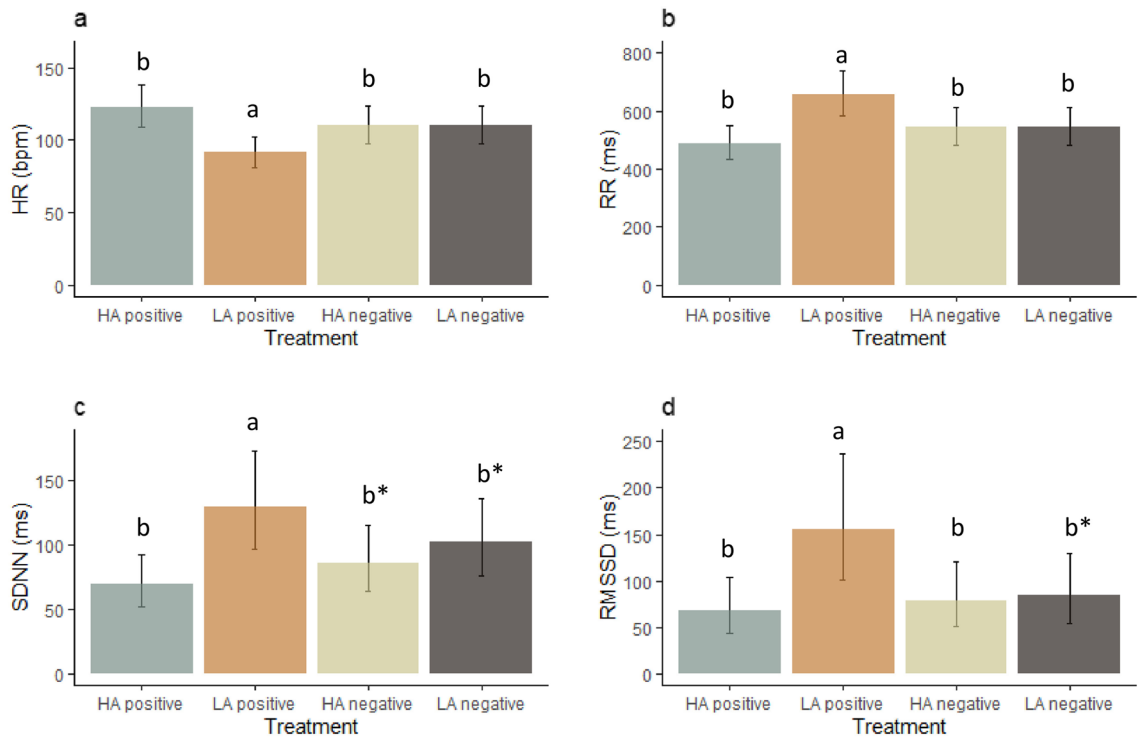 a
b
150
100
50
0
HR (bpm)
b
a
b
b
HA positive LA positive HA negative LA negative
Treatment
800
600
400
200
0
RR (ms)
b
a
b
b
HA positive LA positive HA negative LA negative
Treatment
c
d
150
100
50
0
SDNN (ms)
b
a
b*
b*
HA positive LA positive HA negative LA negative
Treatment
250
200
150
100
50
0
RMSSD (ms)
b
a
b
b*
HA positive LA positive HA negative LA negative
Treatment